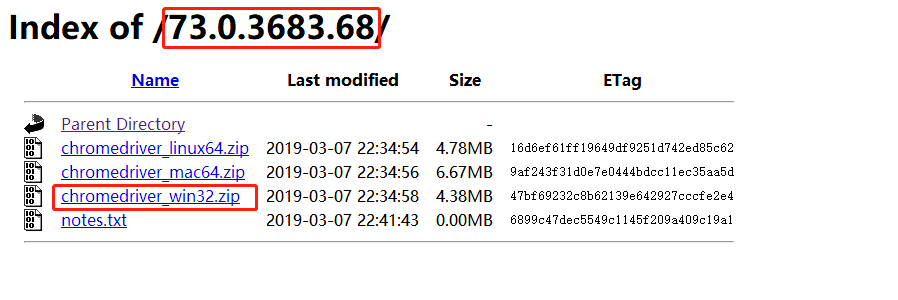 Index of /73.0.3683.68/
Name Last modified Size ETag
Parent Directory -
chromedriver_linux64.zip 2019-03-07 22:34:54 4.78MB 16d6ef61ff19649df9251d742ed85c62
chromedriver_mac64.zip 2019-03-07 22:34:56 6.67MB 9af243f31d0e7e0444bdcc11ec35aa5d
chromedriver_win32.zip 2019-03-07 22:34:58 4.38MB 47bf69232c8b62139e642927cccfe2e4
notes.txt 2019-03-07 22:41:43 0.00MB 6899c47dec5549c1145f209a409c19a1